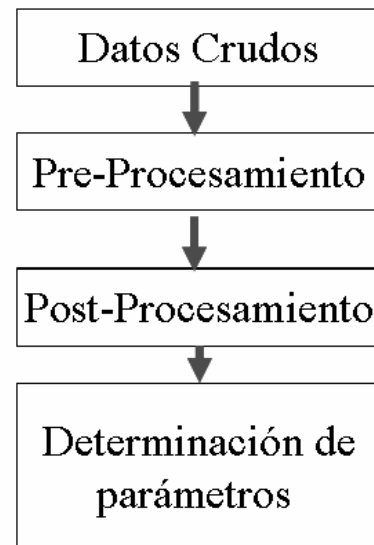 Datos Crudos
Pre-Procesamiento
Post-Procesamiento
Determinación de
parámetros